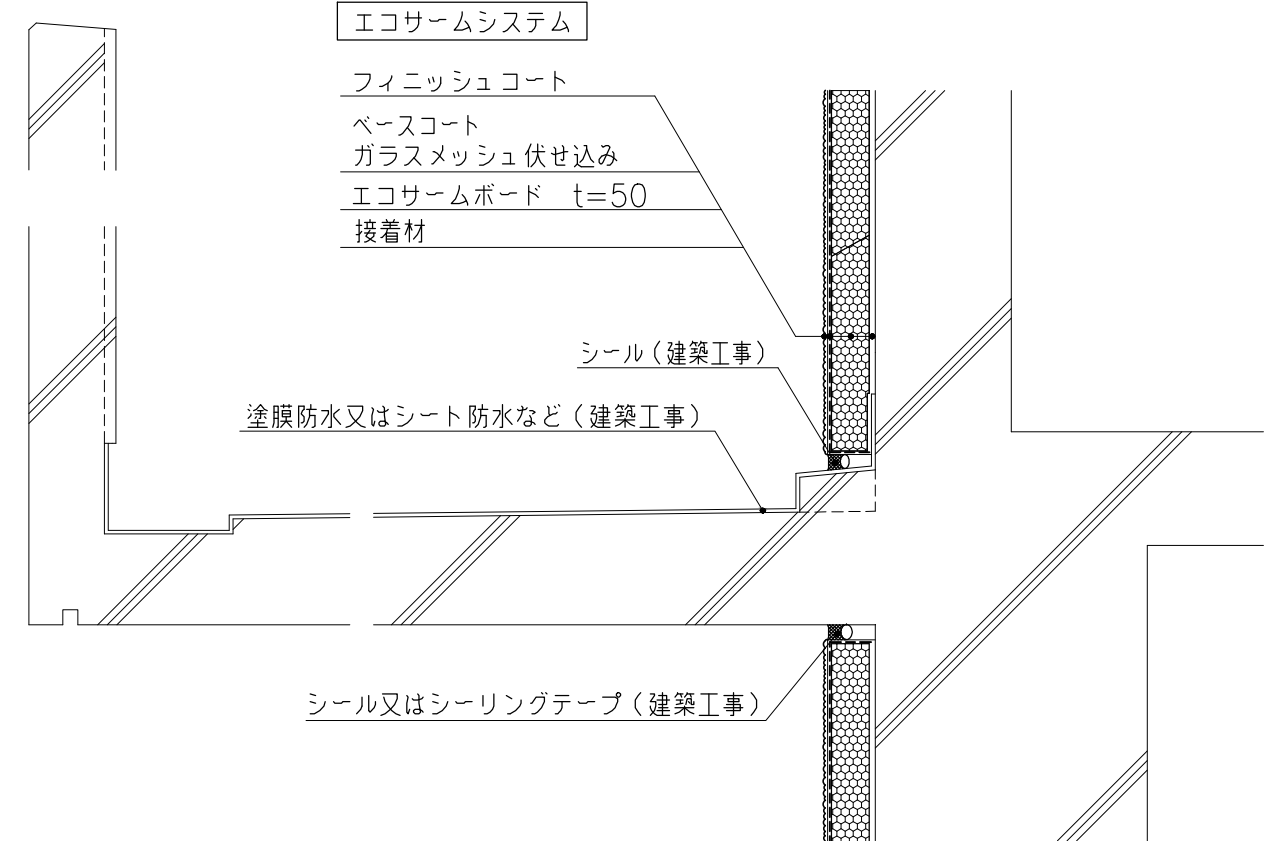 エコサームシステム
フィニッシュコート
ベースコート
ガラスメッシュ伏せ込み
エコサームボード　t=50
接着材
シール（建築工事）
塗膜防水又はシート防水など（建築工事）
シール又はシーリングテープ（建築工事）